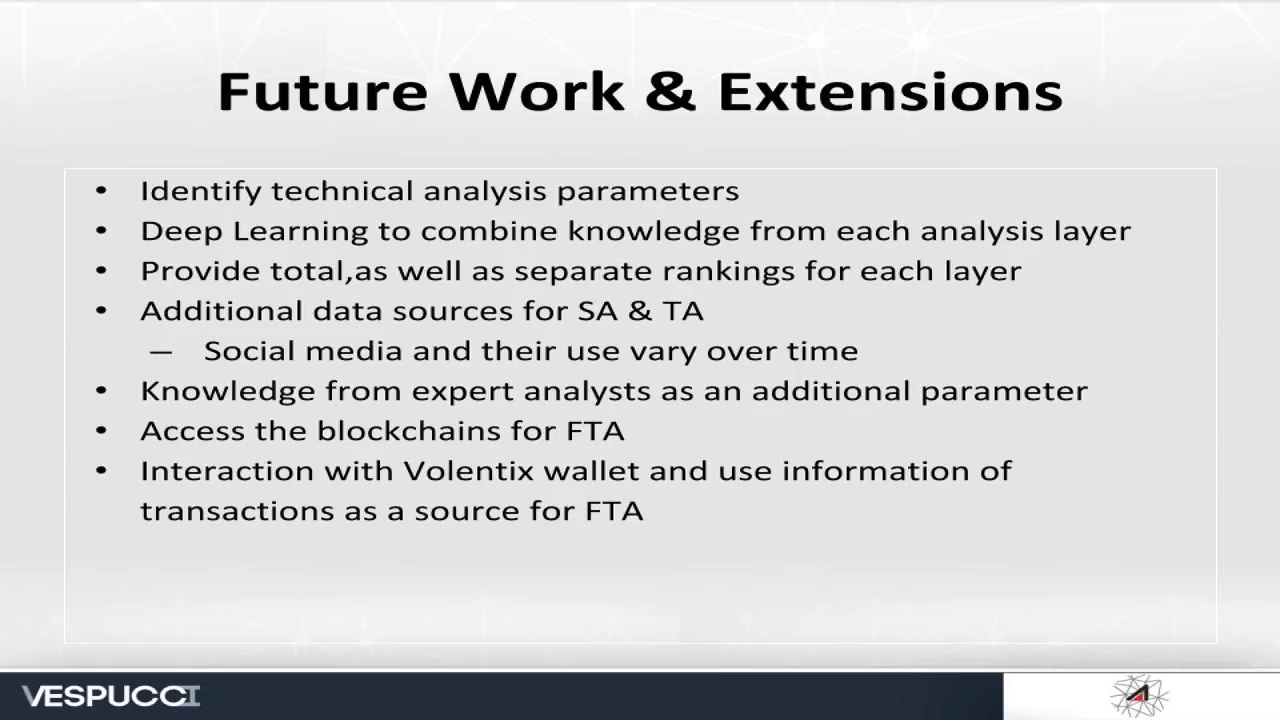 Future Work & Extensions
• Identify technical analysis parameters
• Deep Learning to combine knowledge from each analysis layer
• Provide total,as well as separate rankings for each layer
• Additional data sources for SA & TA
– Social media and their use vary over time
• Knowledge from expert analysts as an additional parameter
• Access the blockchains for FTA
• Interaction with Volentix wallet and use information of
transactions as a source for FTA
VESPUCCI